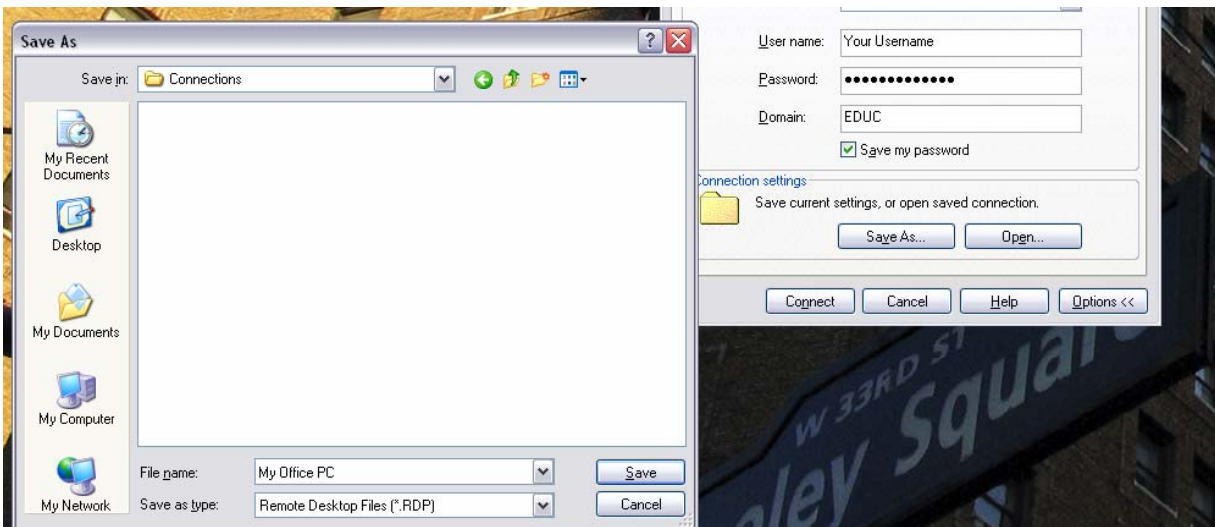 Save As
Save in:
Connections
My Recent
Documents
Desktop
My Documents
My Computer
My Network
File name:
My Office PC
Save
Save as type:
Remote Desktop Files (*.RDP)
Cancel
User name:
Your Username
Password:
●●●●●●●●●●●●●
Domain:
EDUC
Save my password
Connection settings
Save current settings, or open saved connection.
Save As...
Open...
Connect
Cancel
Help
Options <<
W 33RD ST
ley Square